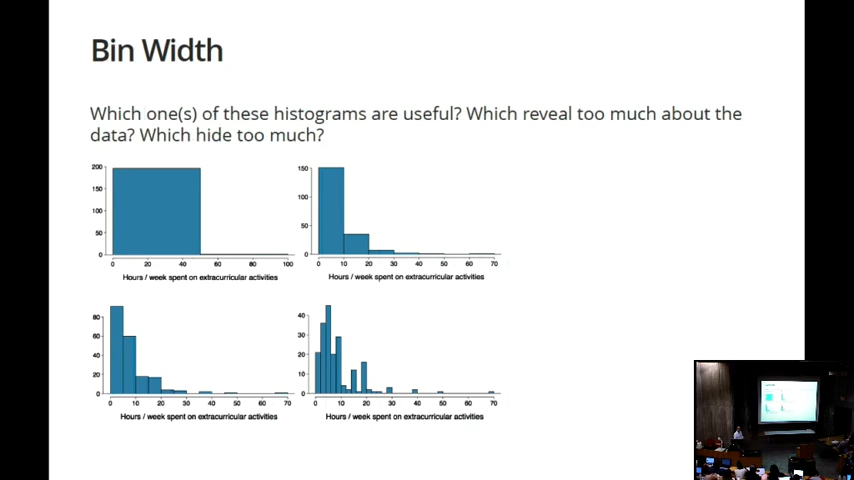 Bin Width
Which one(s) of these histograms are useful? Which reveal too much about the
data? Which hide too much?
200
150
100
50
0
0 20 40 60 80 100
Hours / week spent on extracurricular activities
150
100
50
0
0 10 20 30 40 50 60 70
Hours / week spent on extracurricular activities
80
60
40
20
0
0 10 20 30 40 50 60 70
Hours / week spent on extracurricular activities
40
30
20
10
0
0 10 20 30 40 50 60 70
Hours / week spent on extracurricular activities